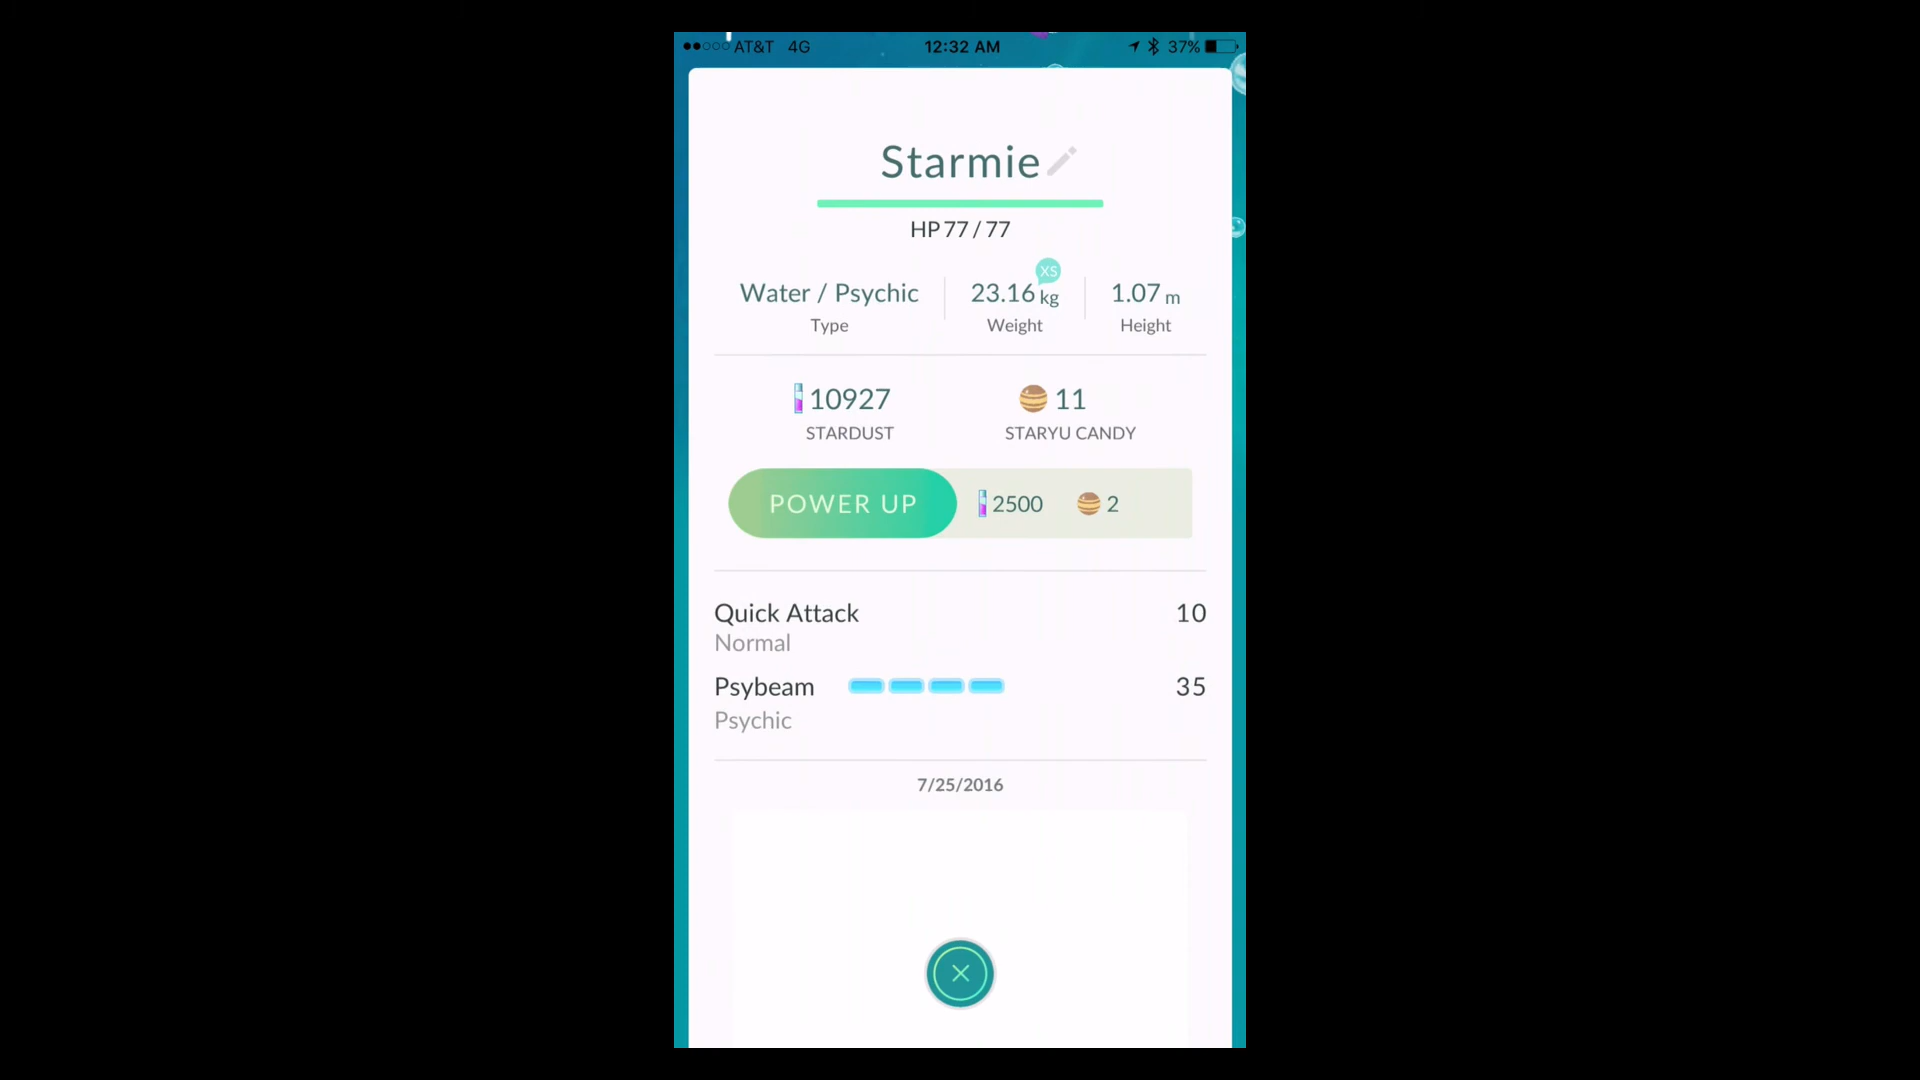 AT&T 4G 12:32 AM 37%
Starmie
HP 77 / 77
XS
Water / Psychic 23.16 kg 1.07 m
Type Weight Height
10927 11
STARDUST STARYU CANDY
POWER UP 2500 2
Quick Attack 10
Normal
Psybeam 35
Psychic
7/25/2016